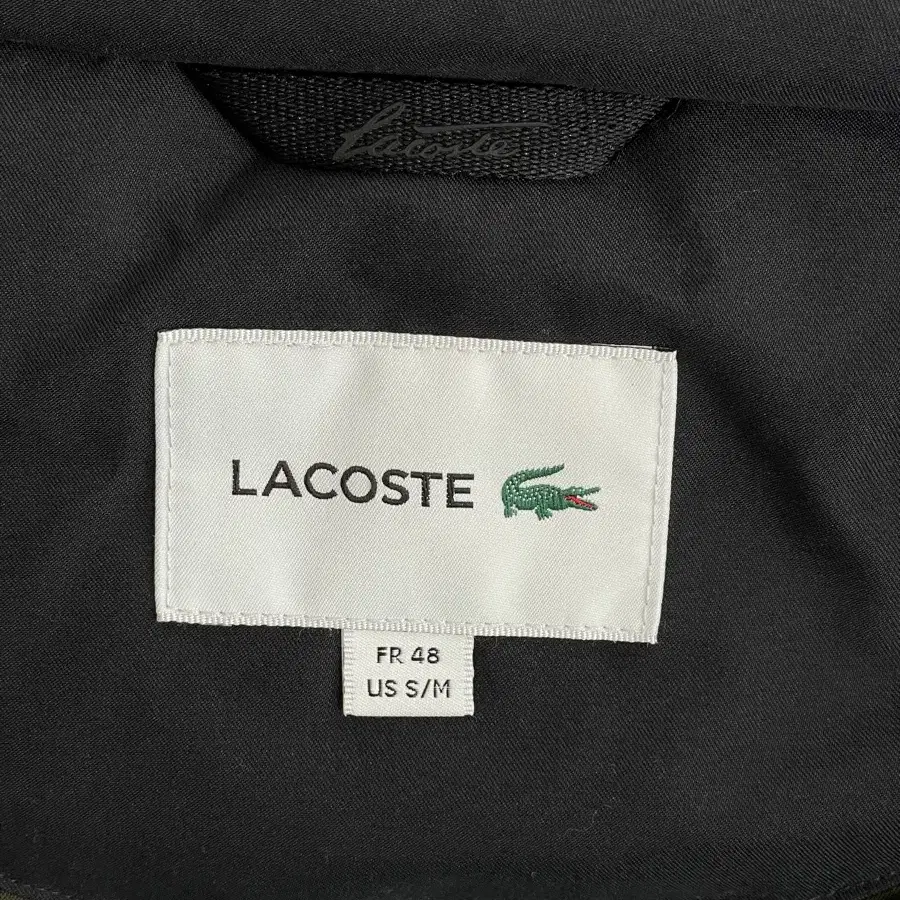 Lacoste
LACOSTE
FR 48
US S/M